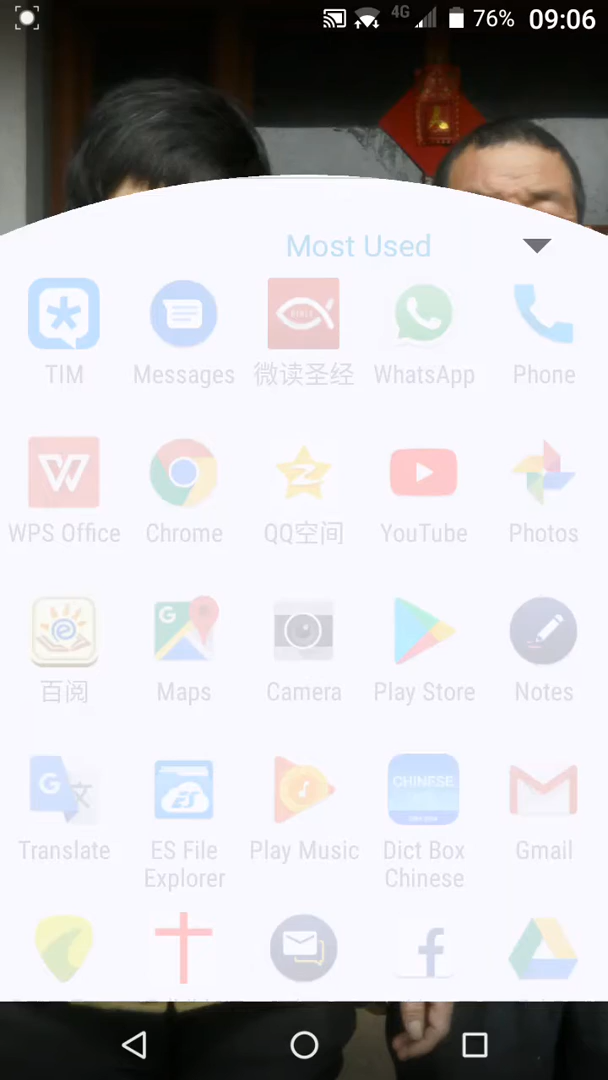 4G 76% 09:06
Most Used
TIM Messages 微读圣经 WhatsApp Phone
WPS Office Chrome QQ空间 YouTube Photos
百阅 Maps Camera Play Store Notes
CHINESE
Translate ES File Explorer Play Music Dict Box Chinese Gmail